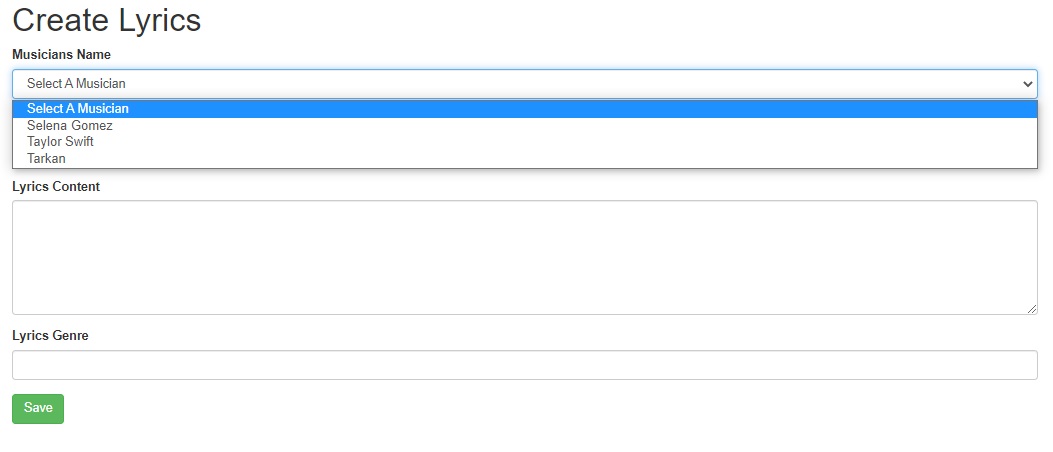 Create Lyrics
Musicians Name
Select A Musician
Select A Musician
Selena Gomez
Taylor Swift
Tarkan
Lyrics Content
Lyrics Genre
Save